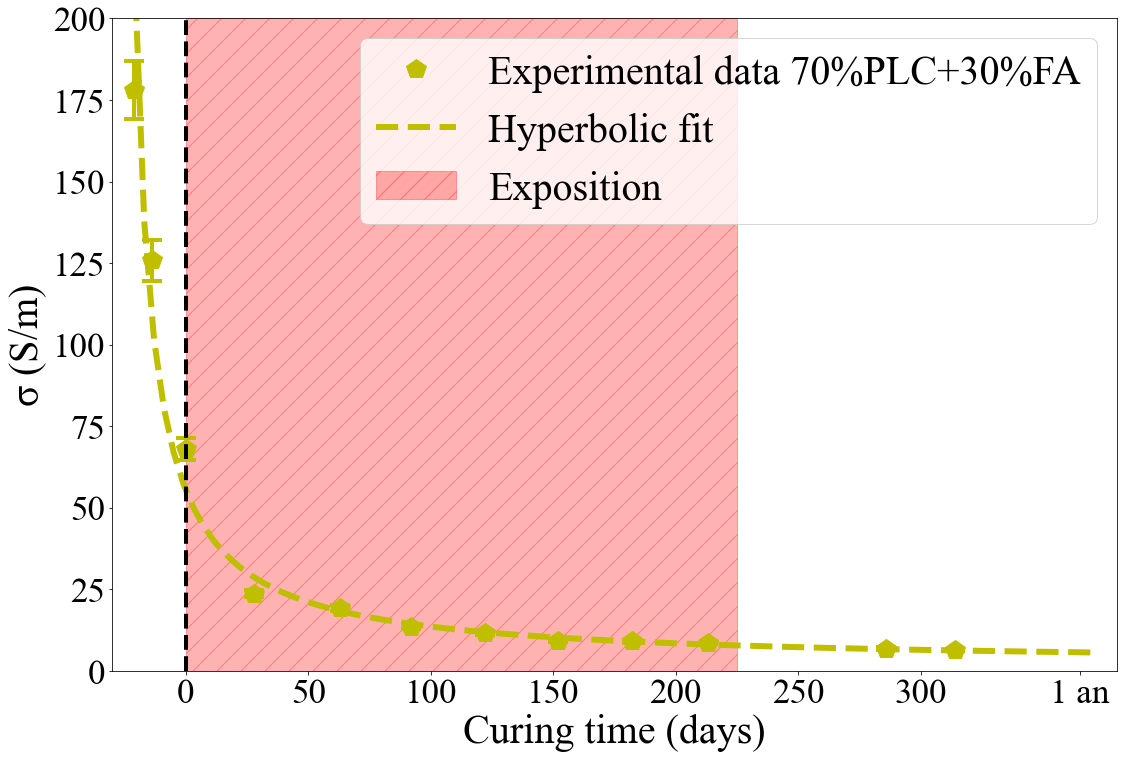 200
175
150
125
100
75
50
25
0
σ (S/m)
Experimental data 70%PLC+30%FA
Hyperbolic fit
Exposition
0 50 100 150 200 250 300 1 an
Curing time (days)